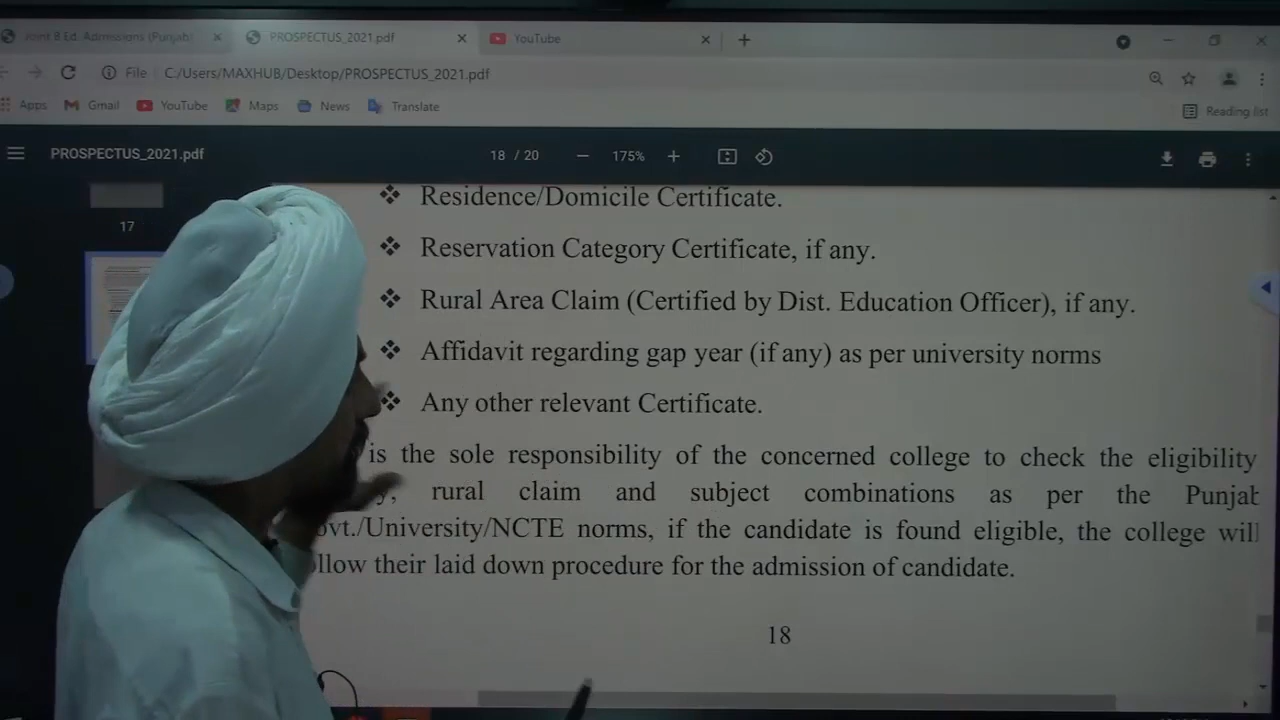 Joint B.Ed. Admissions (Punjab)
PROSPECTUS_2021.pdf
YouTube
File
C:/Users/MAXHUB/Desktop/PROSPECTUS_2021.pdf
Apps
Gmail
YouTube
Maps
News
Translate
Reading list
PROSPECTUS_2021.pdf
18 / 20
175%
17
Residence/Domicile Certificate.
Reservation Category Certificate, if any.
Rural Area Claim (Certified by Dist. Education Officer), if any.
Affidavit regarding gap year (if any) as per university norms
Any other relevant Certificate.
is the sole responsibility of the concerned college to check the eligibility
rural claim and subject combinations as per the Punjab
ovt./University/NCTE norms, if the candidate is found eligible, the college will
llow their laid down procedure for the admission of candidate.
18